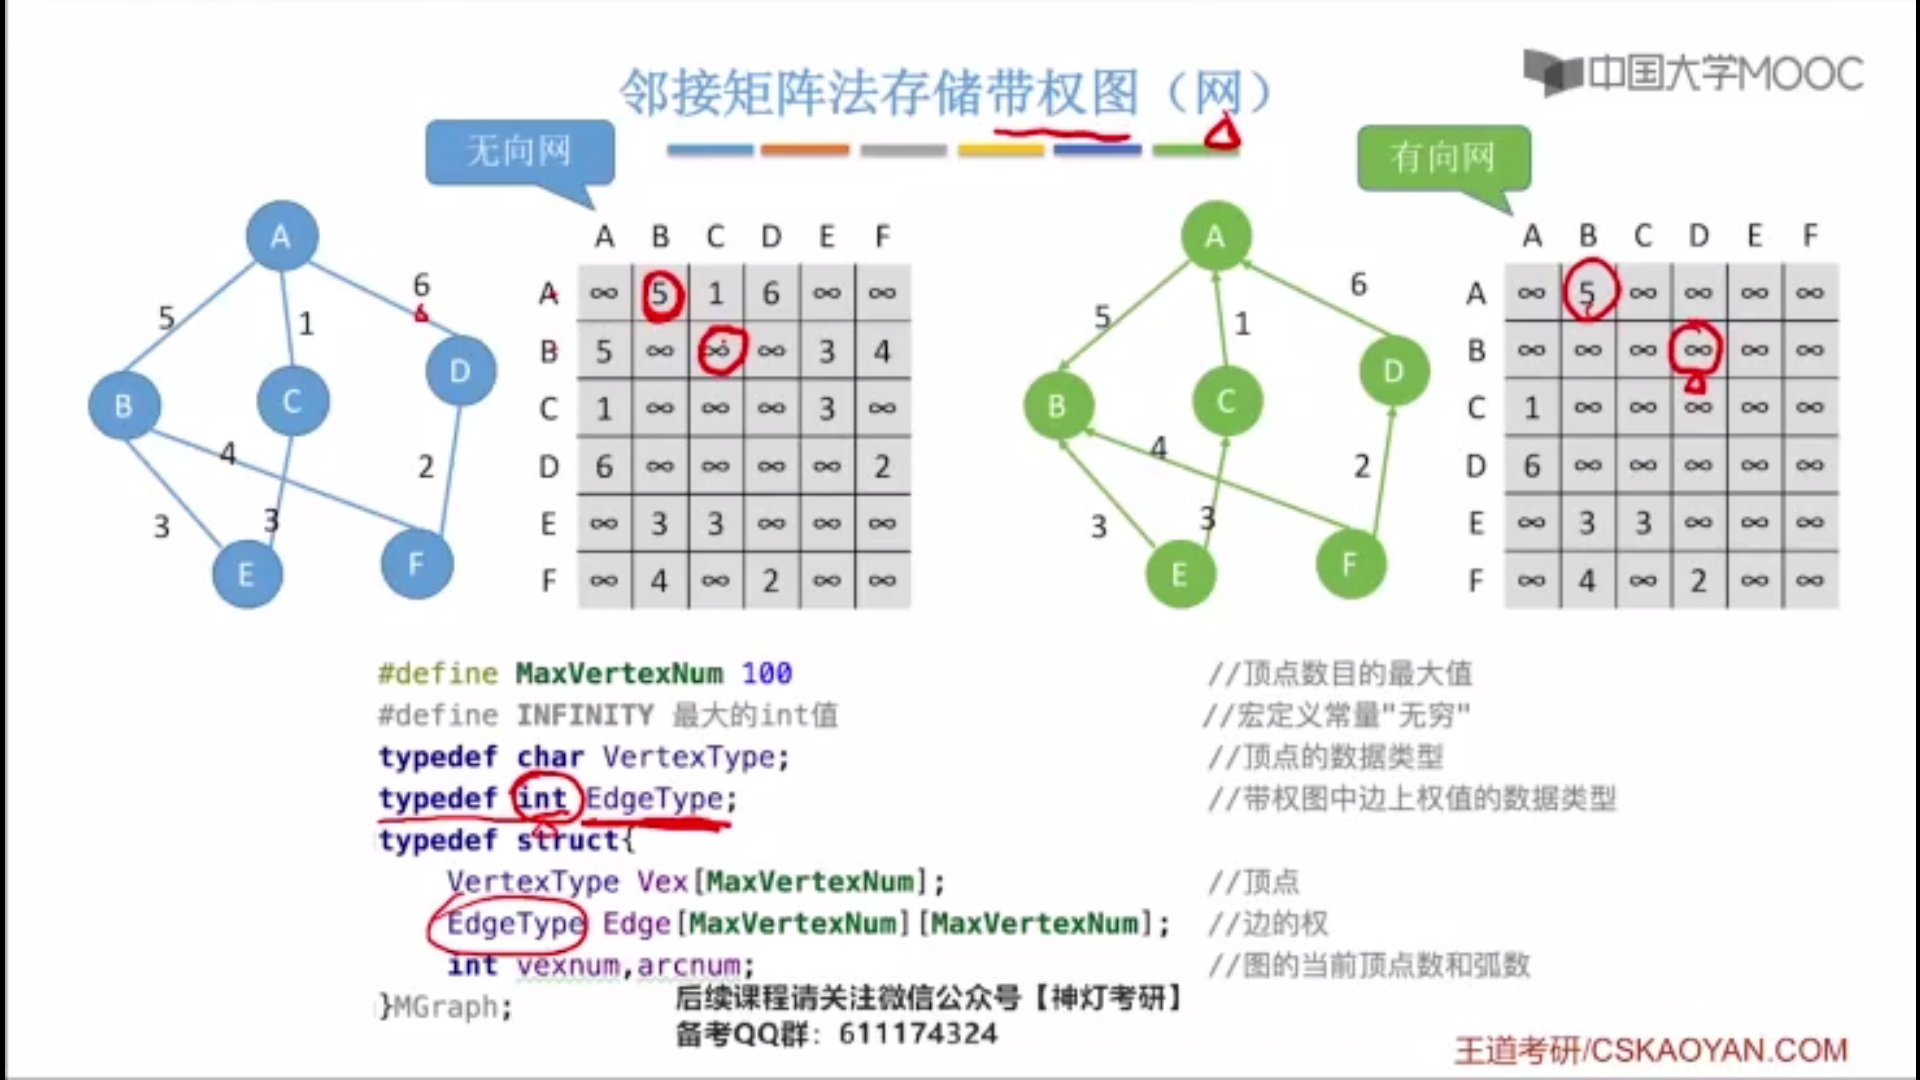 中国大学MOOC
邻接矩阵法存储带权图（网）
无向网
有向网
A
B
C
D
E
F
5
1
6
4
2
3
3
A B C D E F
A ∞ 5 1 6 ∞ ∞
B 5 ∞ ∞ ∞ 3 4
C 1 ∞ ∞ ∞ 3 ∞
D 6 ∞ ∞ ∞ ∞ 2
E ∞ 3 3 ∞ ∞ ∞
F ∞ 4 ∞ 2 ∞ ∞
A
B
C
D
E
F
5
1
6
4
2
3
3
A B C D E F
A ∞ 5 ∞ ∞ ∞ ∞
B ∞ ∞ ∞ ∞ ∞ ∞
C 1 ∞ ∞ ∞ ∞ ∞
D 6 ∞ ∞ ∞ ∞ ∞
E ∞ 3 3 ∞ ∞ ∞
F ∞ 4 ∞ 2 ∞ ∞
#define MaxVertexNum 100 //顶点数目的最大值
#define INFINITY 最大的int值 //宏定义常量"无穷"
typedef char VertexType; //顶点的数据类型
typedef int EdgeType; //带权图中边上权值的数据类型
typedef struct{
VertexType Vex[MaxVertexNum]; //顶点
EdgeType Edge[MaxVertexNum][MaxVertexNum]; //边的权
int vexnum,arcnum; //图的当前顶点数和弧数
}MGraph;
后续课程请关注微信公众号【神灯考研】
备考QQ群：611174324
王道考研/CSKAOYAN.COM